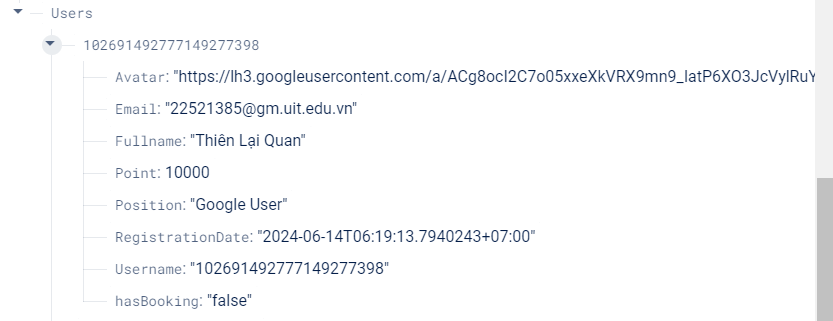 Users
102691492777149277398
Avatar: "https://lh3.googleusercontent.com/a/ACg8ocI2C7o05xxeXkVRX9mn9_IatP6XO3JcVyIRuY
Email: "22521385@gm.uit.edu.vn"
Fullname: "Thiên Lại Quan"
Point: 10000
Position: "Google User"
RegistrationDate: "2024-06-14T06:19:13.7940243+07:00"
Username: "102691492777149277398"
hasBooking: "false"